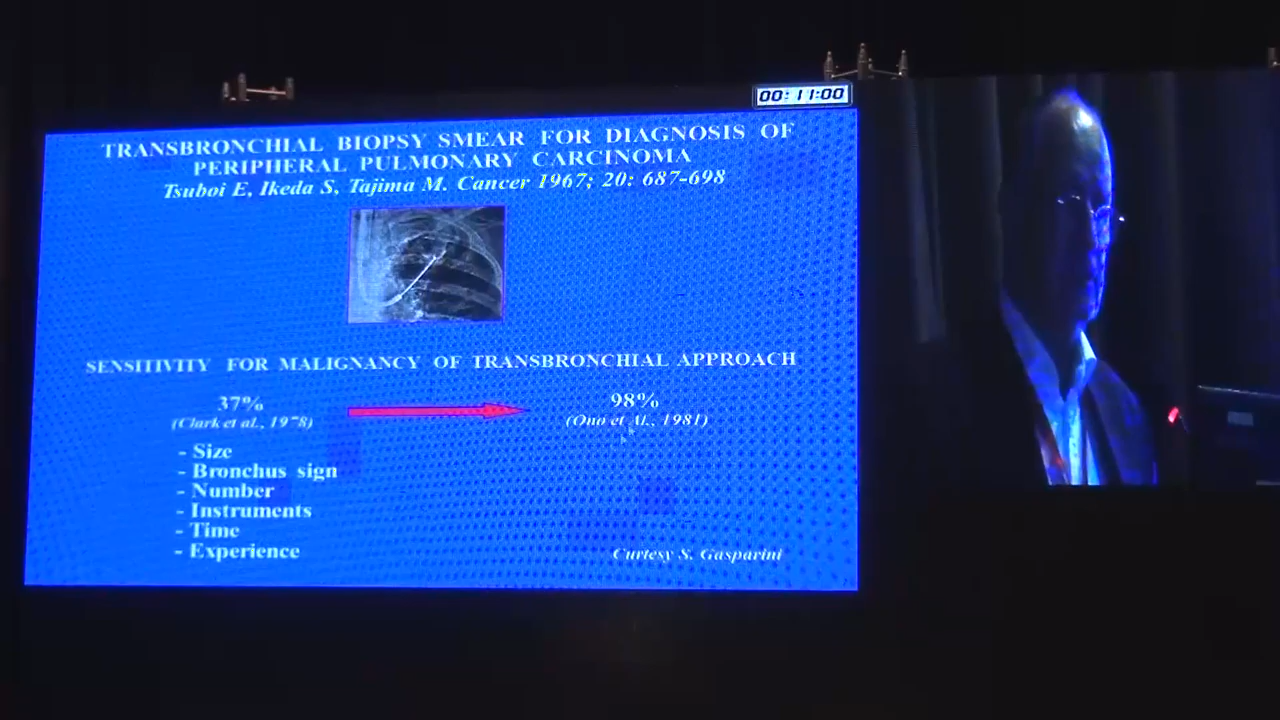 00:11:00
TRANSBRONCHIAL BIOPSY SMEAR FOR DIAGNOSIS OF
PERIPHERAL PULMONARY CARCINOMA
Tsuboi E, Ikeda S, Tajima M. Cancer 1967; 20: 687-698
SENSITIVITY FOR MALIGNANCY OF TRANSBRONCHIAL APPROACH
37%
(Clark et al., 1978)
98%
(Ono et Al., 1981)
- Size
- Bronchus sign
- Number
- Instruments
- Time
- Experience
Curtesy S. Gasparini